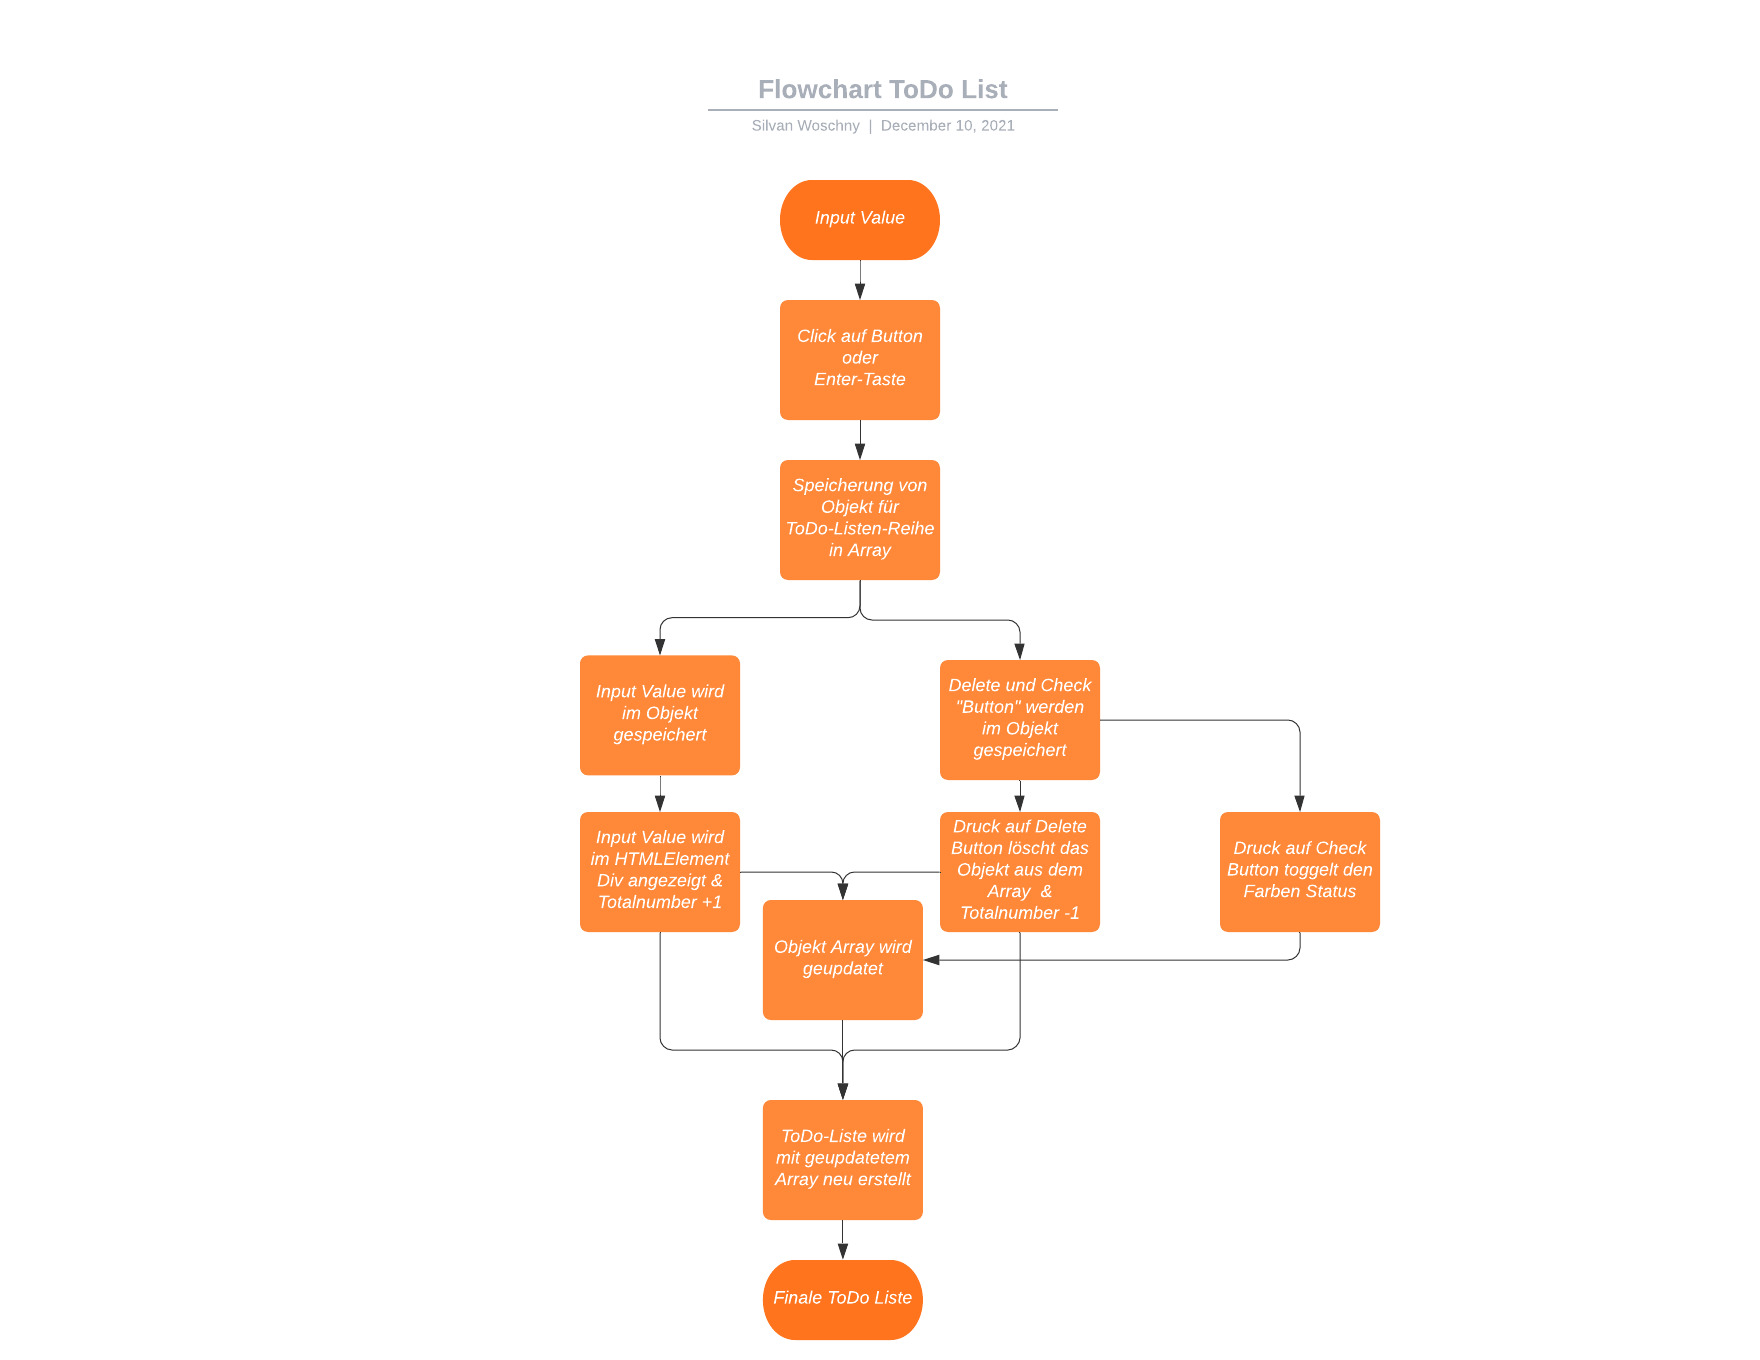 Flowchart ToDo List
Silvan Woschny | December 10, 2021
Input Value
Click auf Button
oder
Enter-Taste
Speicherung von
Objekt für
ToDo-Listen-Reihe
in Array
Input Value wird
im Objekt
gespeichert
Delete und Check
"Button" werden
im Objekt
gespeichert
Input Value wird
im HTMLElement
Div angezeigt &
Totalnumber +1
Druck auf Delete
Button löscht das
Objekt aus dem
Array &
Totalnumber -1
Druck auf Check
Button toggelt den
Farben Status
Objekt Array wird
geupdatet
ToDo-Liste wird
mit geupdatetem
Array neu erstellt
Finale ToDo Liste